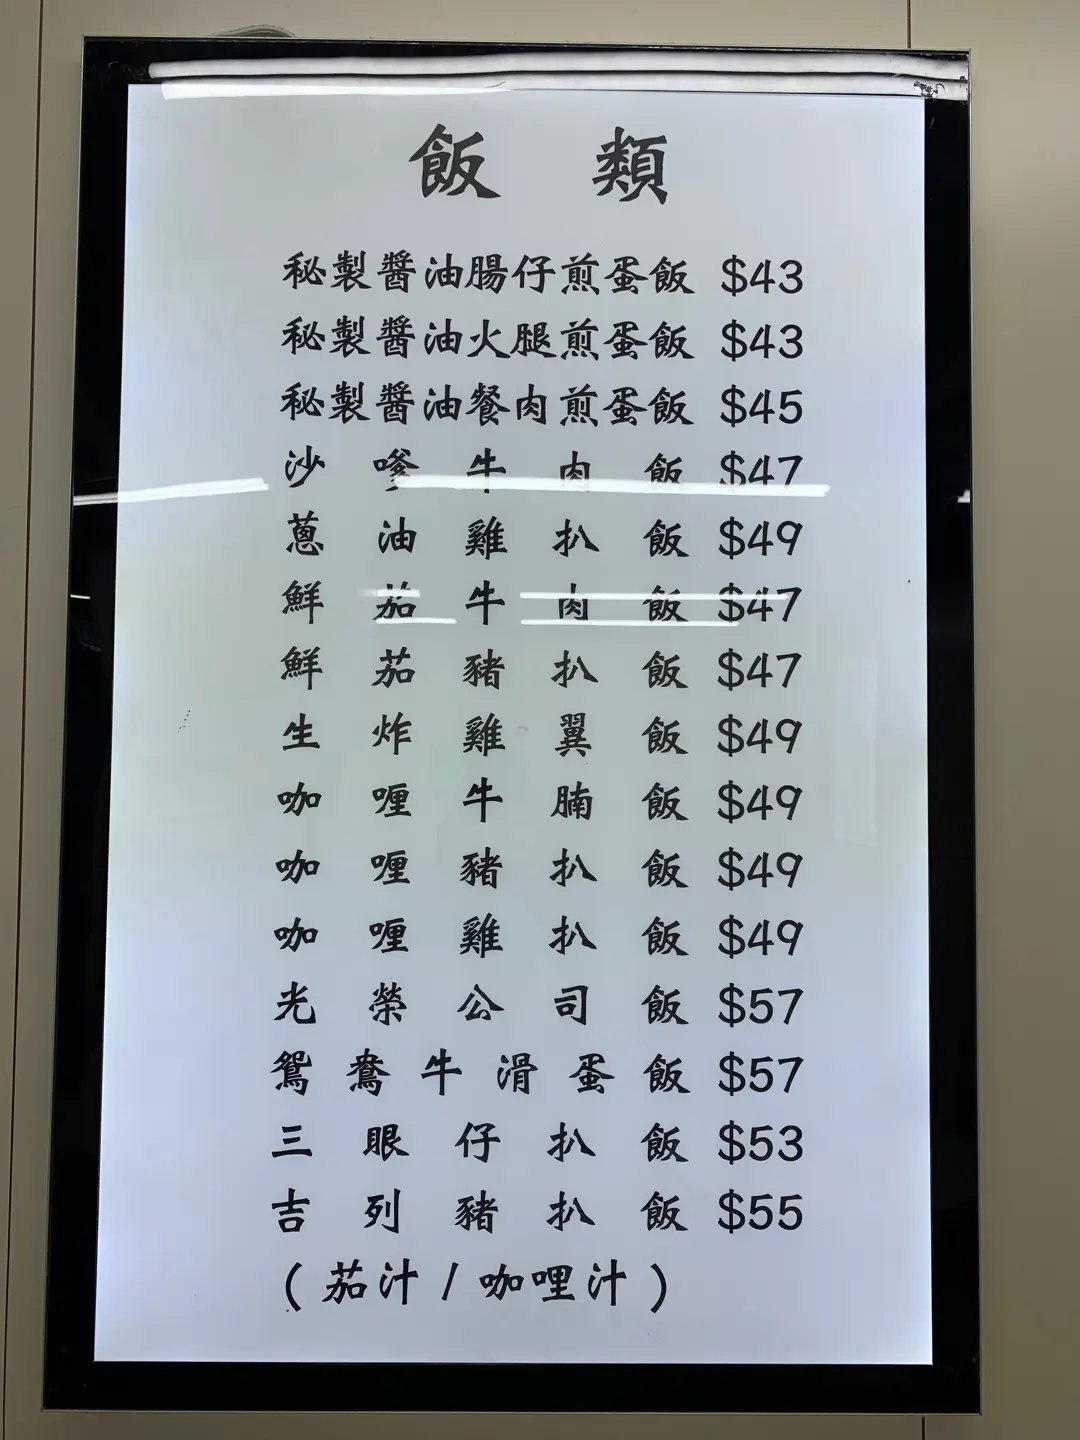 飯類
秘製醬油腸仔煎蛋飯 $43
秘製醬油火腿煎蛋飯 $43
秘製醬油餐肉煎蛋飯 $45
沙嗲牛肉飯 $47
蔥油雞扒飯 $49
鮮茄牛肉飯 $47
鮮茄豬扒飯 $47
生炸雞翼飯 $49
咖喱牛腩飯 $49
咖喱豬扒飯 $49
咖喱雞扒飯 $49
光榮公司飯 $57
鴛鴦牛滑蛋飯 $57
三眼仔扒飯 $53
吉列豬扒飯 $55
(茄汁/咖哩汁)